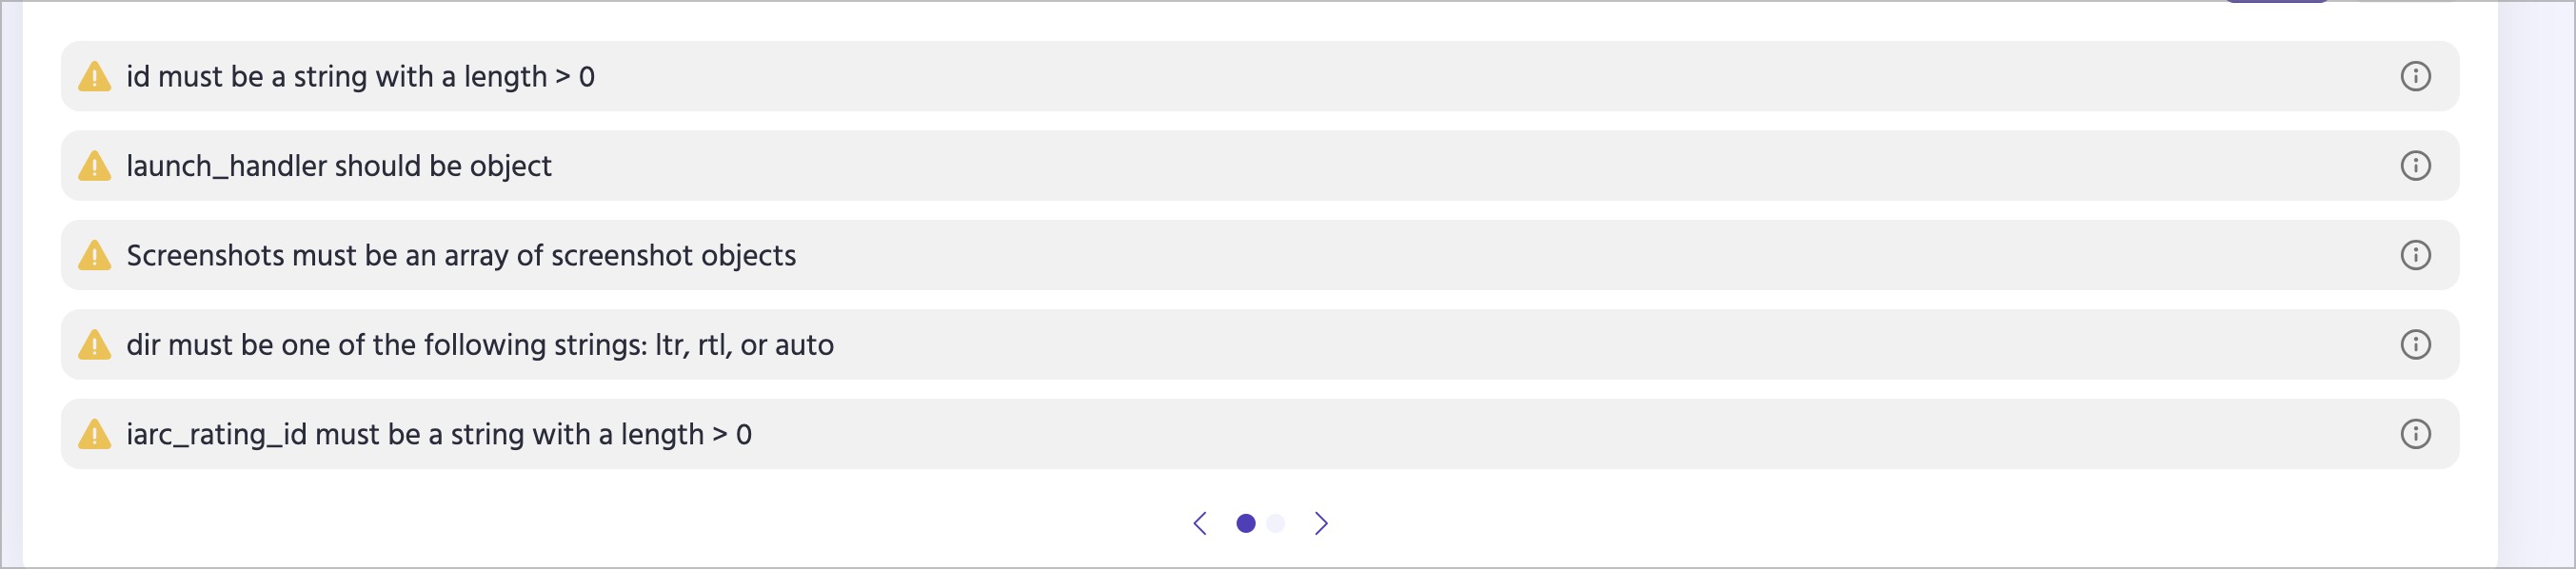 id must be a string with a length > 0
launch_handler should be object
Screenshots must be an array of screenshot objects
dir must be one of the following strings: ltr, rtl, or auto
iarc_rating_id must be a string with a length > 0